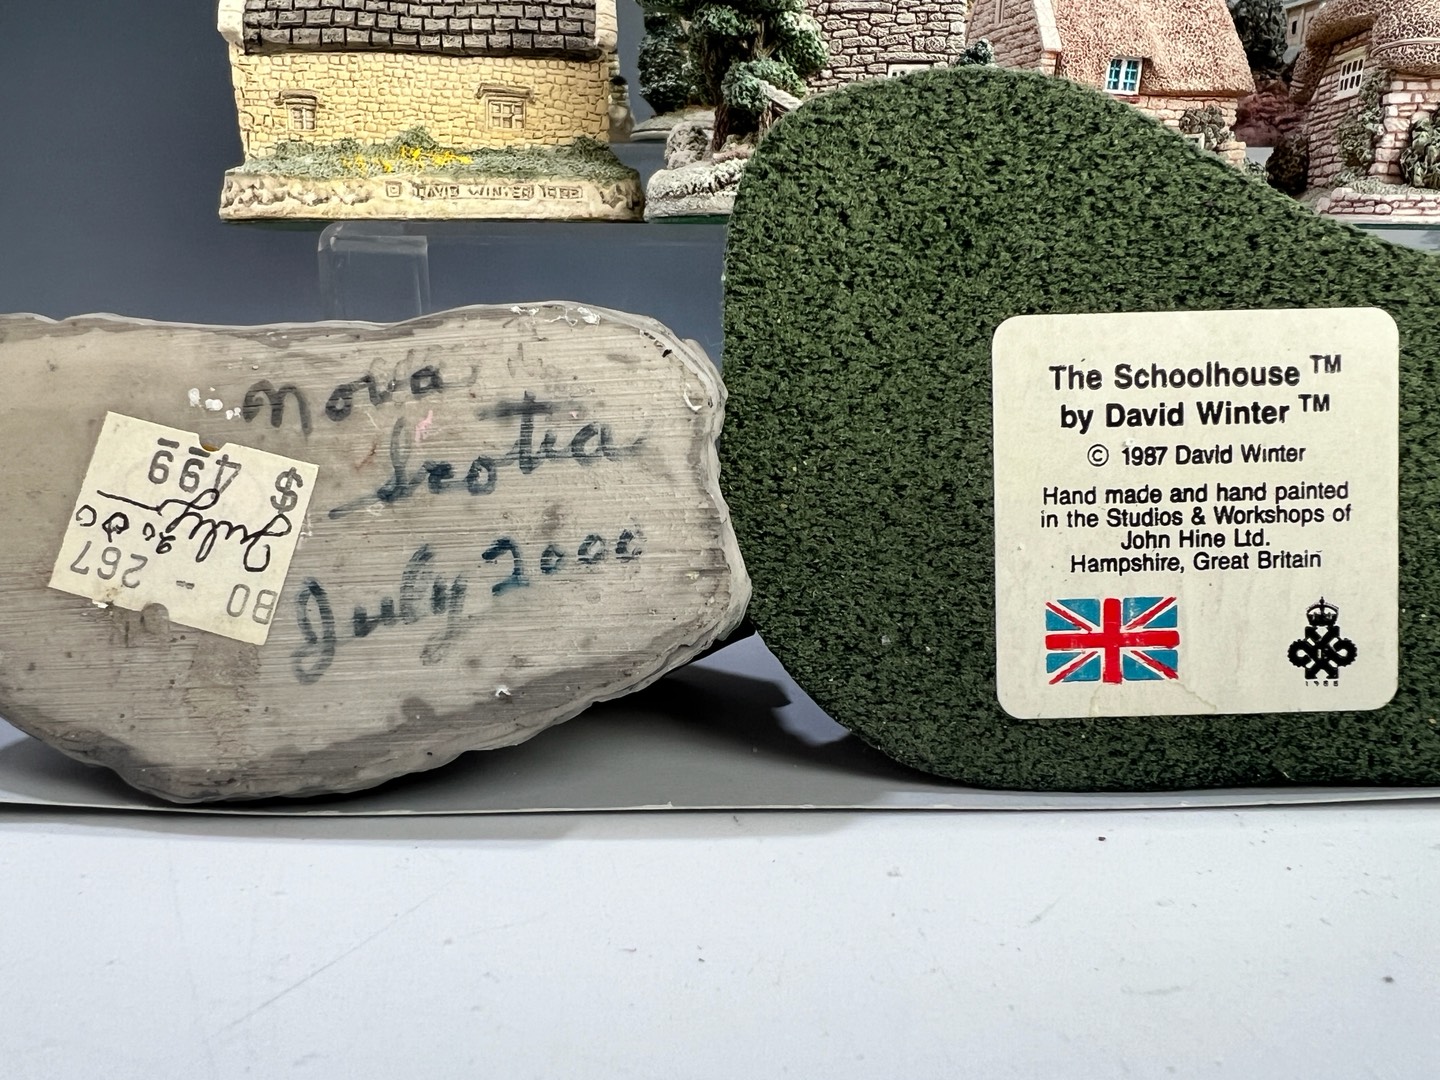 © DAVID WINTER
Nova
Scotia
July 2000
$ 4.99
July 2000
BO - 267
The Schoolhouse ™
by David Winter ™
© 1987 David Winter
Hand made and hand painted
in the Studios & Workshops of
John Hine Ltd.
Hampshire, Great Britain